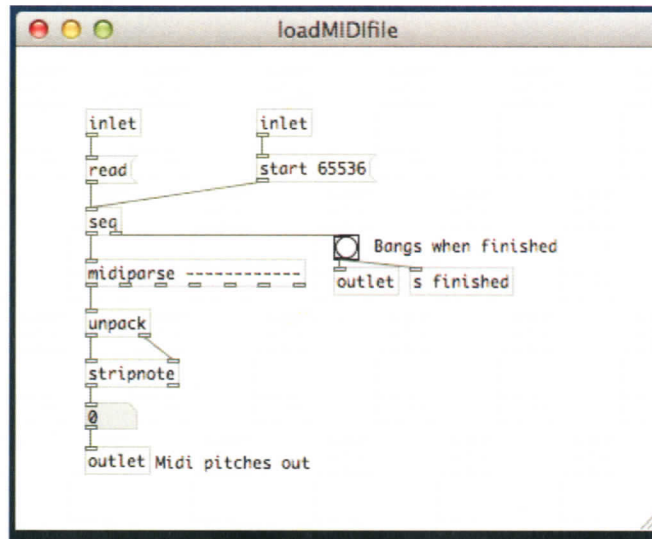 loadMIDIfile
inlet inlet
read start 65536
seq
Bangs when finished
midiparse ------------
outlet s finished
unpack
stripnote
0
outlet Midi pitches out